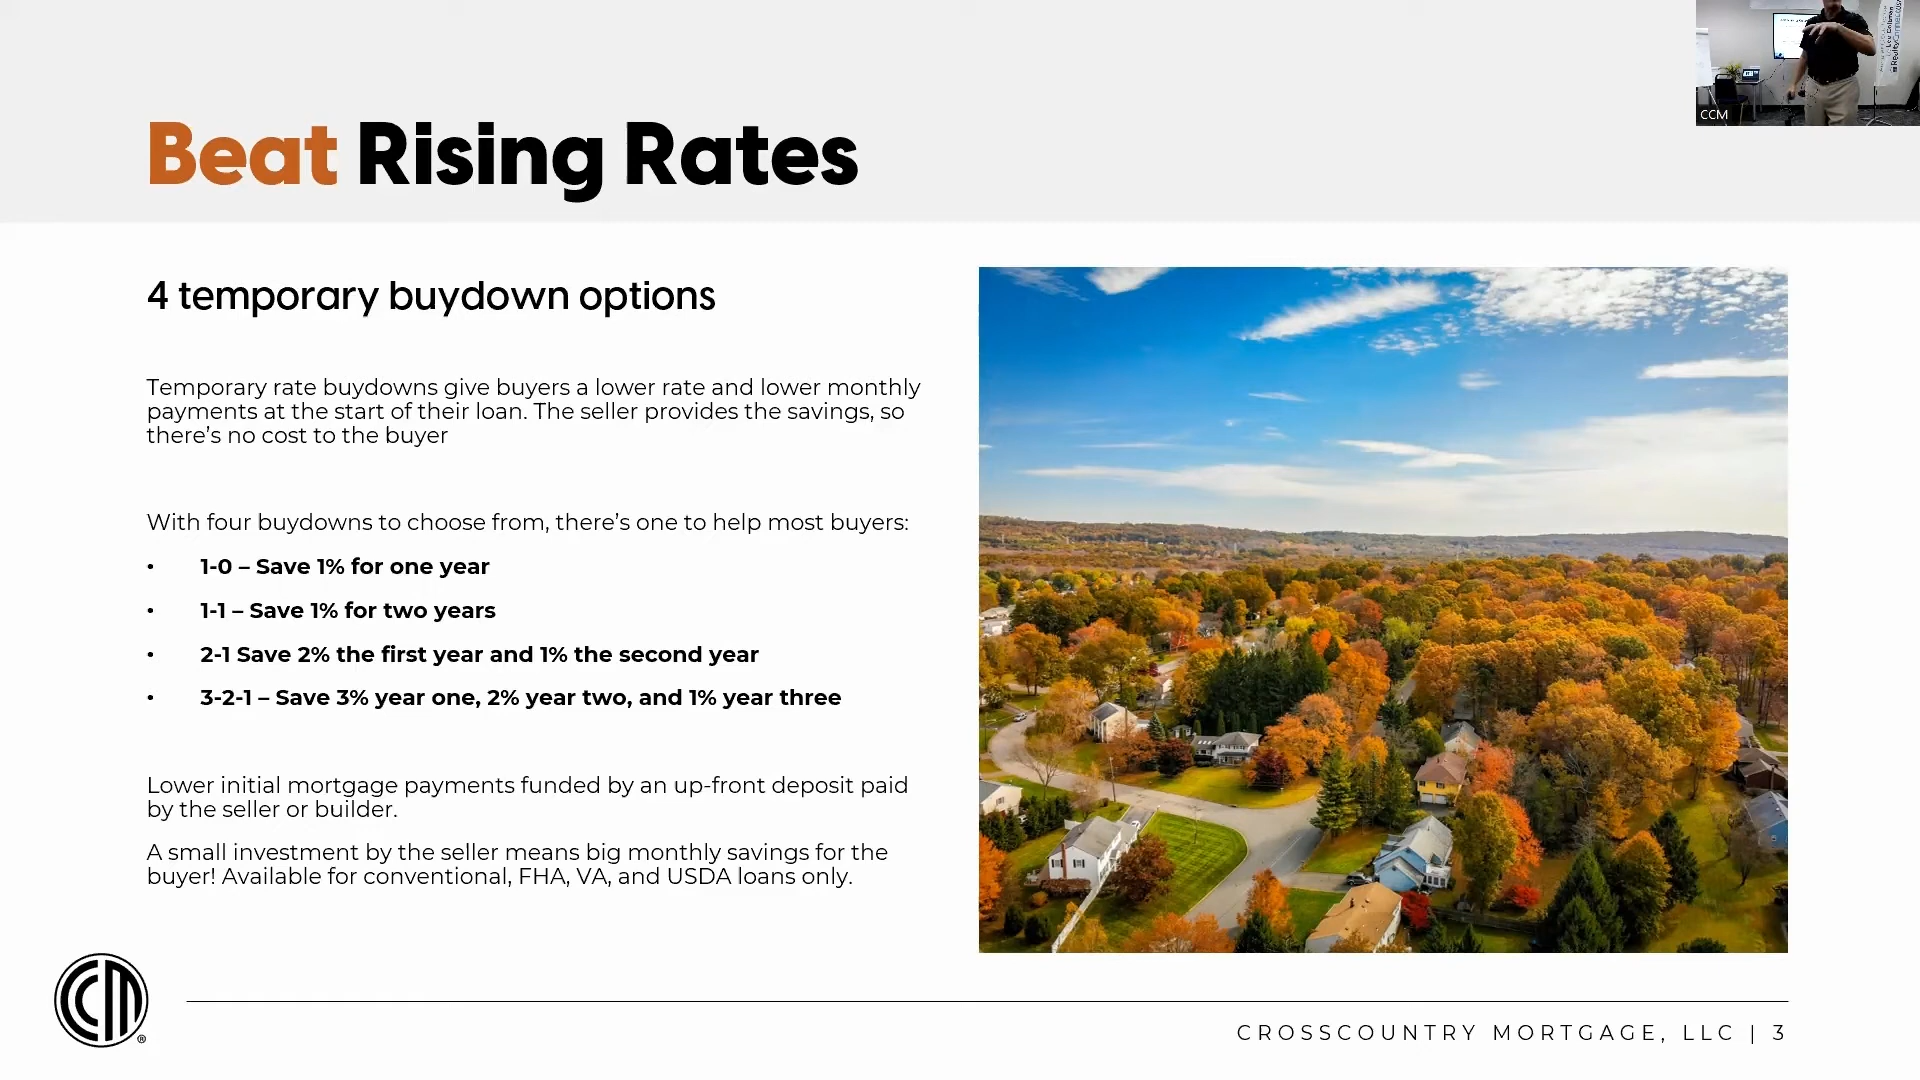 CCM
Beat Rising Rates
4 temporary buydown options
Temporary rate buydowns give buyers a lower rate and lower monthly
payments at the start of their loan. The seller provides the savings, so
there’s no cost to the buyer
With four buydowns to choose from, there’s one to help most buyers:
• 1-0 – Save 1% for one year
• 1-1 – Save 1% for two years
• 2-1 Save 2% the first year and 1% the second year
• 3-2-1 – Save 3% year one, 2% year two, and 1% year three
Lower initial mortgage payments funded by an up-front deposit paid
by the seller or builder.
A small investment by the seller means big monthly savings for the
buyer! Available for conventional, FHA, VA, and USDA loans only.
CCM®
CROSSCOUNTRY MORTGAGE, LLC | 3